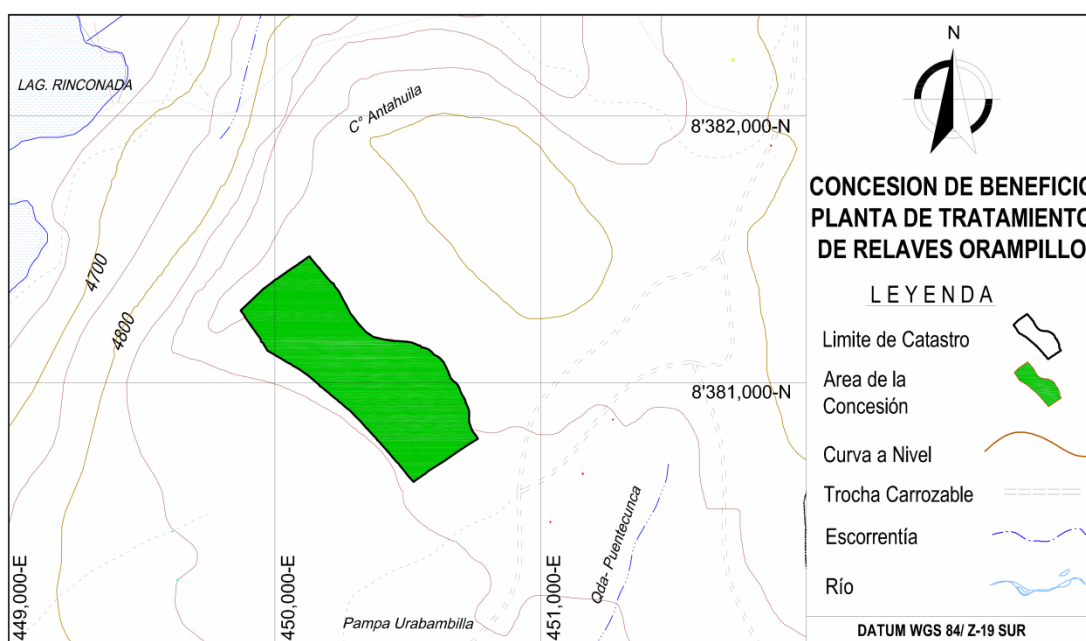 LAG. RINCONADA
C° Antahuila
8'382,000-N
4700
4800
8'381,000-N
Qda- Puentecunca
Pampa Urabambilla
449,000-E
450,000-E
451,000-E
N
CONCESION DE BENEFICIO
PLANTA DE TRATAMIENTO
DE RELAVES ORAMPILLO
LEYENDA
Limite de Catastro
Area de la
Concesión
Curva a Nivel
Trocha Carrozable
Escorrentía
Río
DATUM WGS 84/ Z-19 SUR